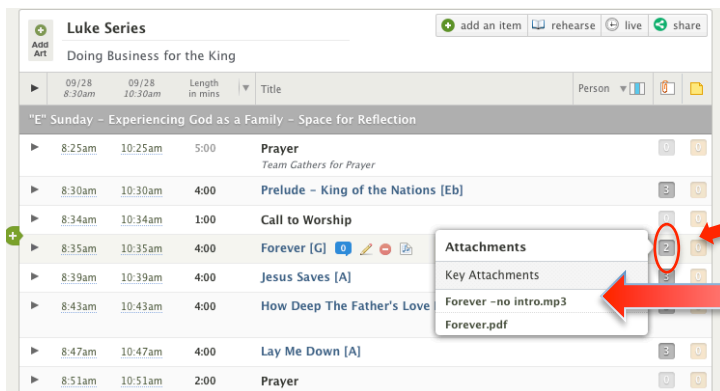 Add Art
Luke Series
add an item rehearse live share
Doing Business for the King
09/28 8:30am 09/28 10:30am Length in mins Title Person
"E" Sunday – Experiencing God as a Family – Space for Reflection
8:25am 10:25am 5:00 Prayer 0 0
Team Gathers for Prayer
8:30am 10:30am 4:00 Prelude – King of the Nations [Eb] 3 0
8:34am 10:34am 1:00 Call to Worship 0 0
8:35am 10:35am 4:00 Forever [G] 0 2 0
Attachments
Key Attachments
Forever –no intro.mp3
Forever.pdf
8:39am 10:39am 4:00 Jesus Saves [A] 3 0
8:43am 10:43am 4:00 How Deep The Father's Love
8:47am 10:47am 4:00 Lay Me Down [A] 3 0
8:51am 10:51am 2:00 Prayer 0 0